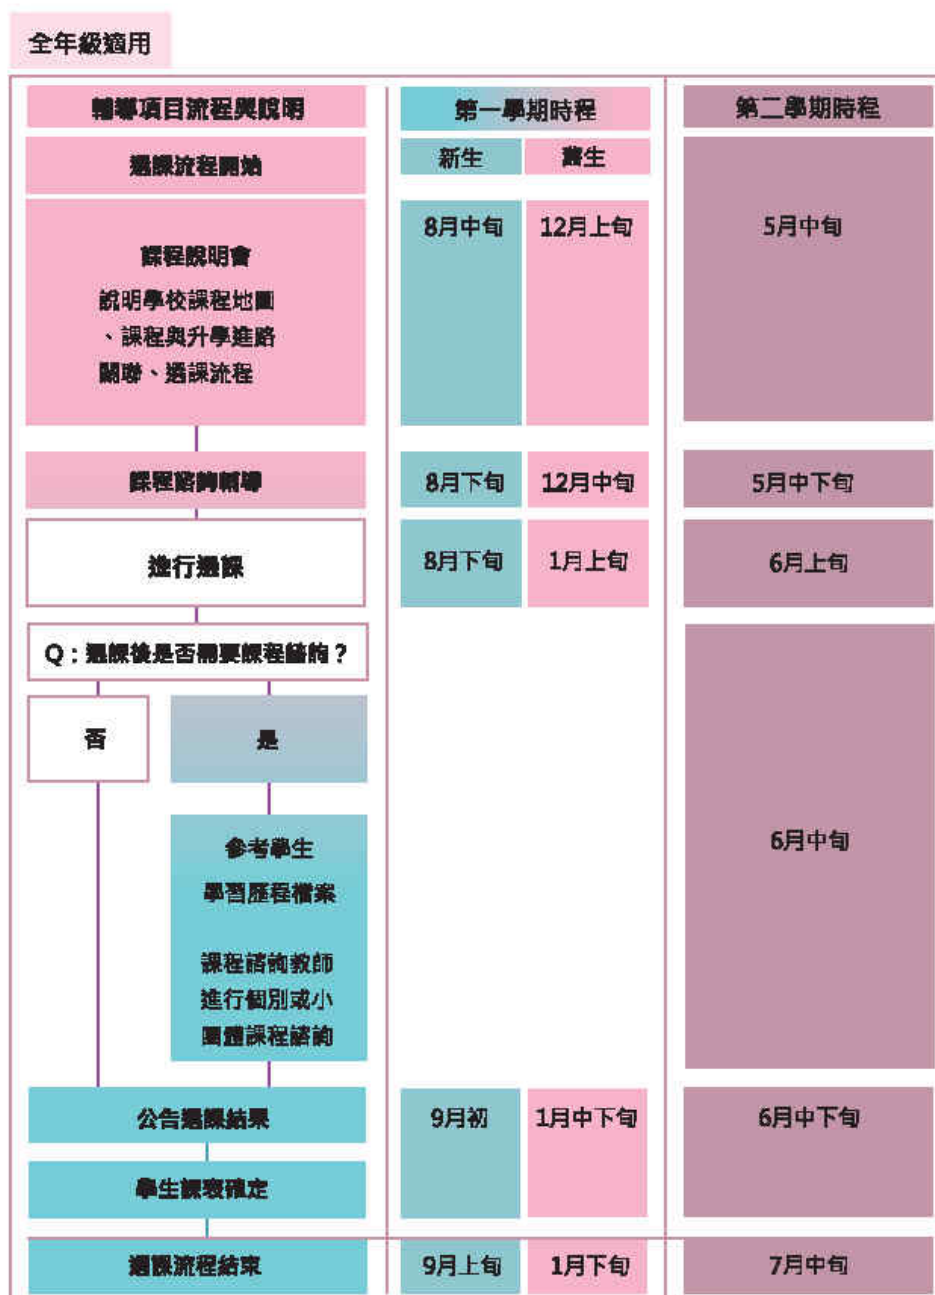 全年級適用
輔導項目流程與說明
第一學期時程
第二學期時程
選課流程開始
新生
舊生
課程說明會
8月中旬
12月上旬
5月中旬
說明學校課程地圖
、課程與升學進路
關聯、選課流程
課程諮詢輔導
8月下旬
12月中旬
5月中下旬
進行選課
8月下旬
1月上旬
6月上旬
Q：選課後是否需要課程諮詢？
否
是
參考學生
學習歷程檔案
6月中旬
課程諮詢教師
進行個別或小
團體課程諮詢
公告選課結果
9月初
1月中下旬
6月中下旬
學生課表確定
選課流程結束
9月上旬
1月下旬
7月中旬